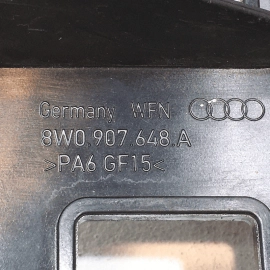 Germany WFN
8W0.907 648.A
>PA6 GF15<